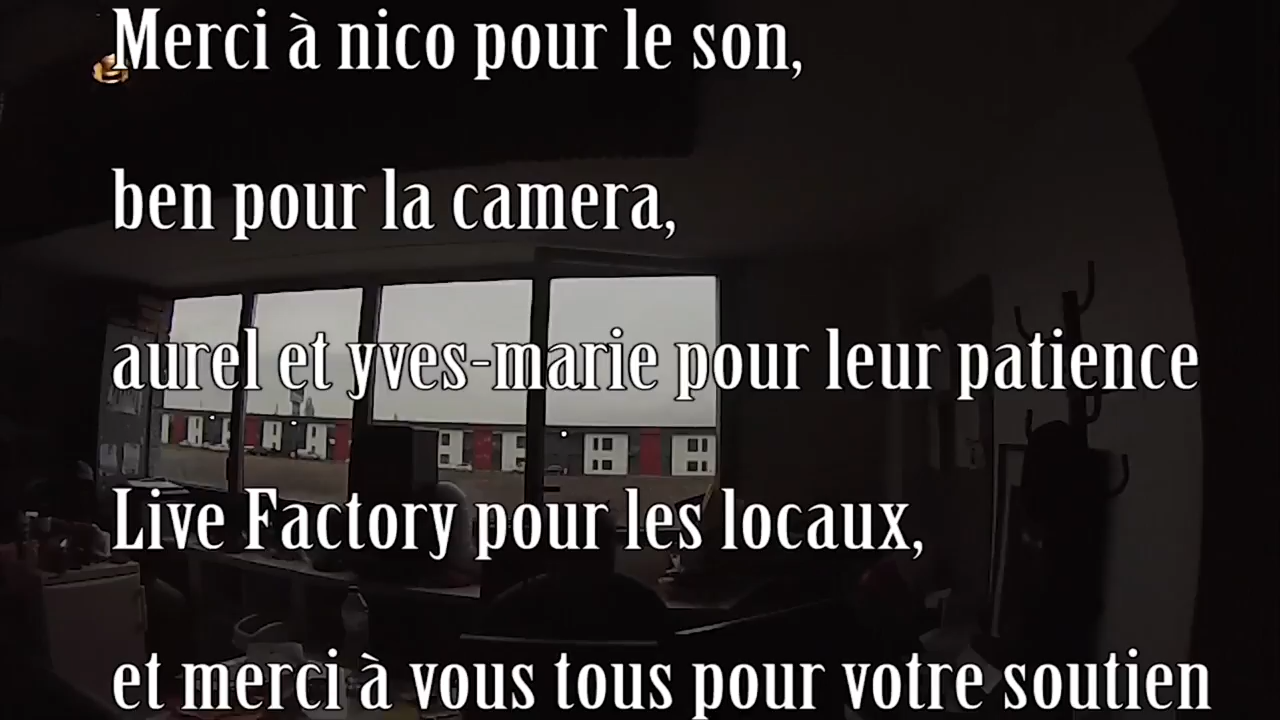 Merci à nico pour le son,
ben pour la camera,
aurel et yves-marie pour leur patience
Live Factory pour les locaux,
et merci à vous tous pour votre soutien